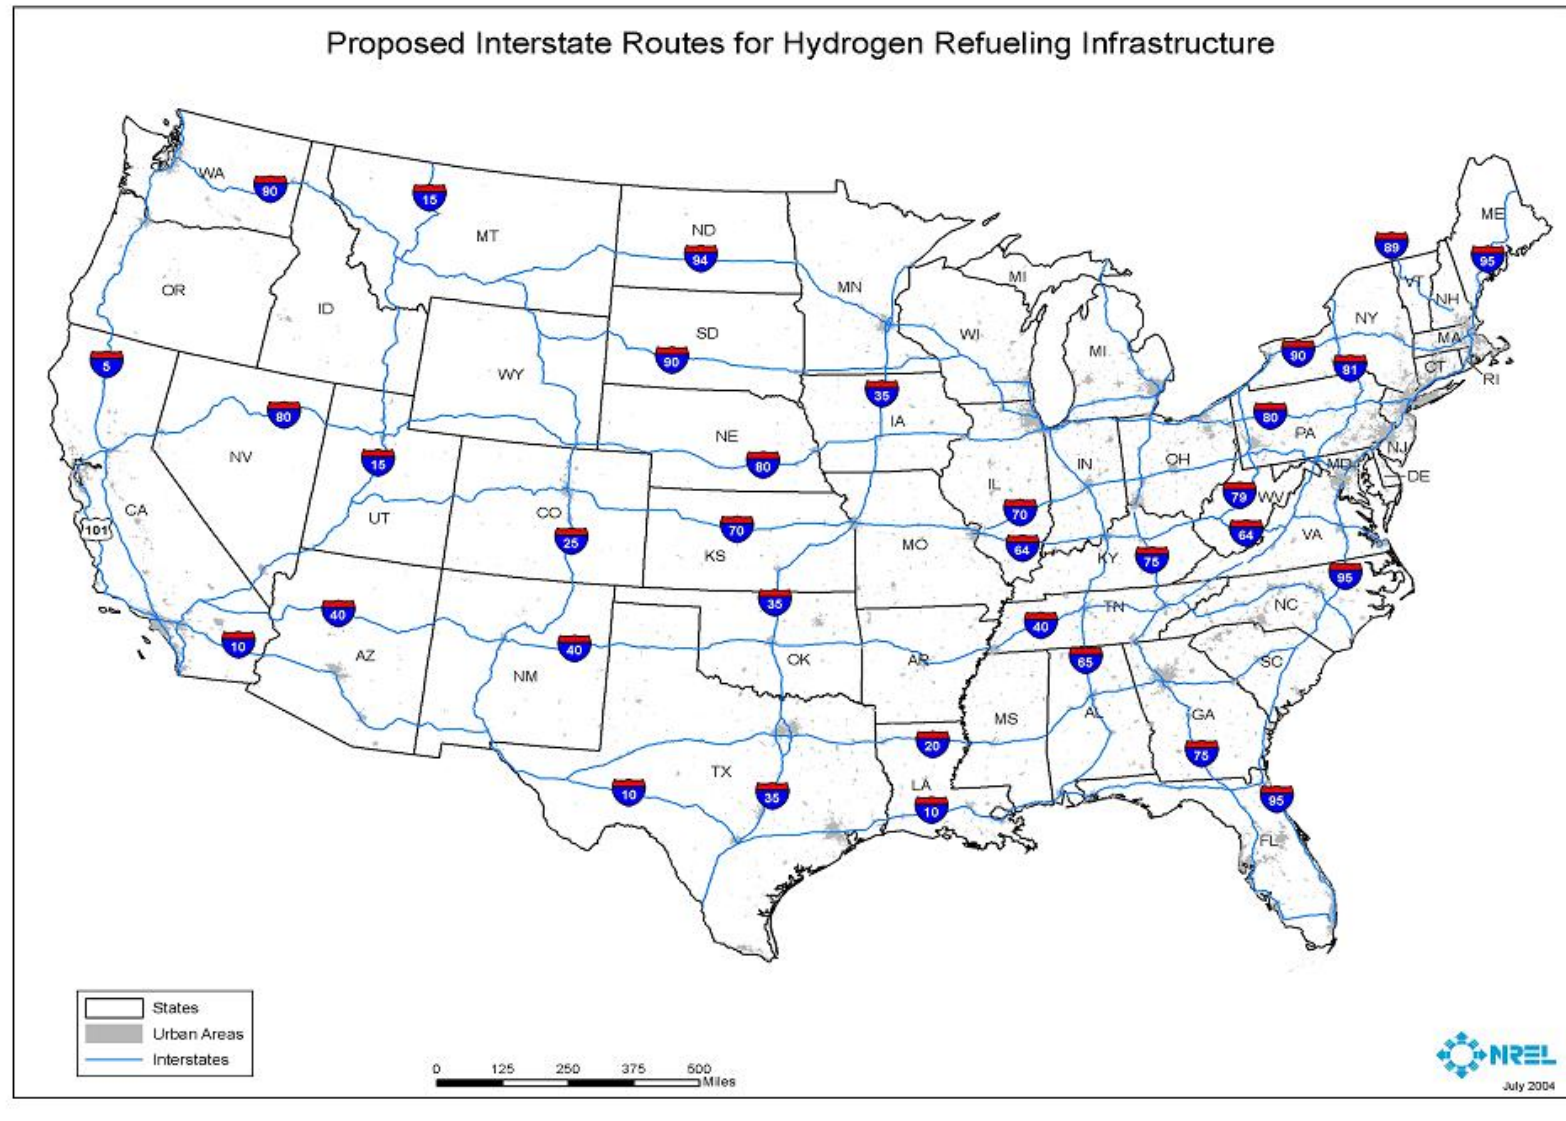 Proposed Interstate Routes for Hydrogen Refueling Infrastructure
WA
90
15
MT
ND
94
MN
MI
89
VT
NH
ME
95
OR
ID
SD
90
WI
MI
NY
MA
CT
RI
90
81
5
WY
35
IA
80
PA
NJ
80
NV
15
NE
80
IL
IN
OH
MD
DE
CA
101
UT
CO
25
70
KS
MO
70
64
KY
75
79
WV
64
VA
95
40
10
AZ
NM
40
35
OK
AR
40
TN
65
NC
SC
MS
AL
GA
75
TX
10
35
20
LA
10
95
FL
States
Urban Areas
Interstates
0 125 250 375 500
Miles
NREL
July 2004